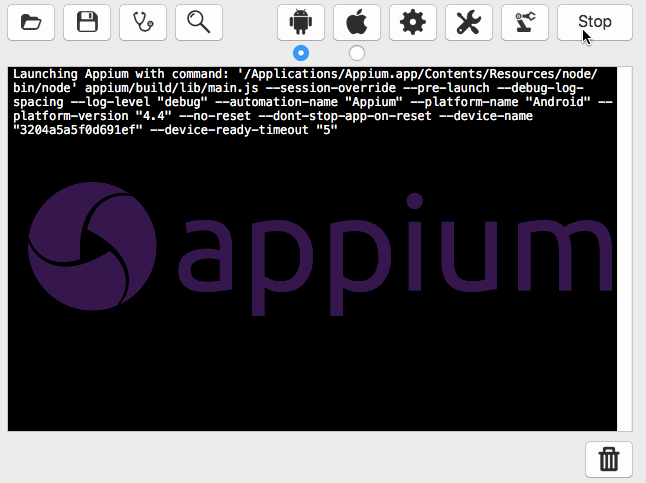 Stop
Launching Appium with command: '/Applications/Appium.app/Contents/Resources/node/
bin/node' appium/build/lib/main.js --session-override --pre-launch --debug-log-
spacing --log-level "debug" --automation-name "Appium" --platform-name "Android" --
platform-version "4.4" --no-reset --dont-stop-app-on-reset --device-name
"3204a5a5f0d691ef" --device-ready-timeout "5"
appium